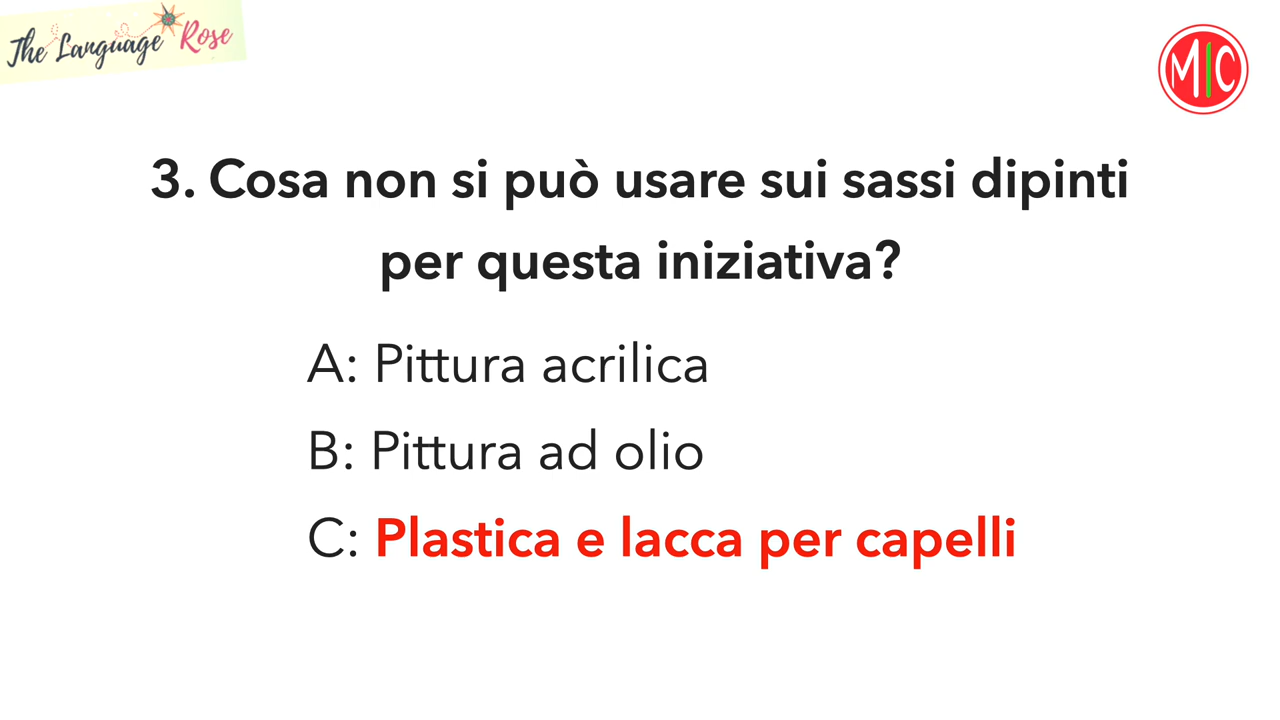 The Language Rose
MIC
3. Cosa non si può usare sui sassi dipinti
per questa iniziativa?
A: Pittura acrilica
B: Pittura ad olio
C: Plastica e lacca per capelli